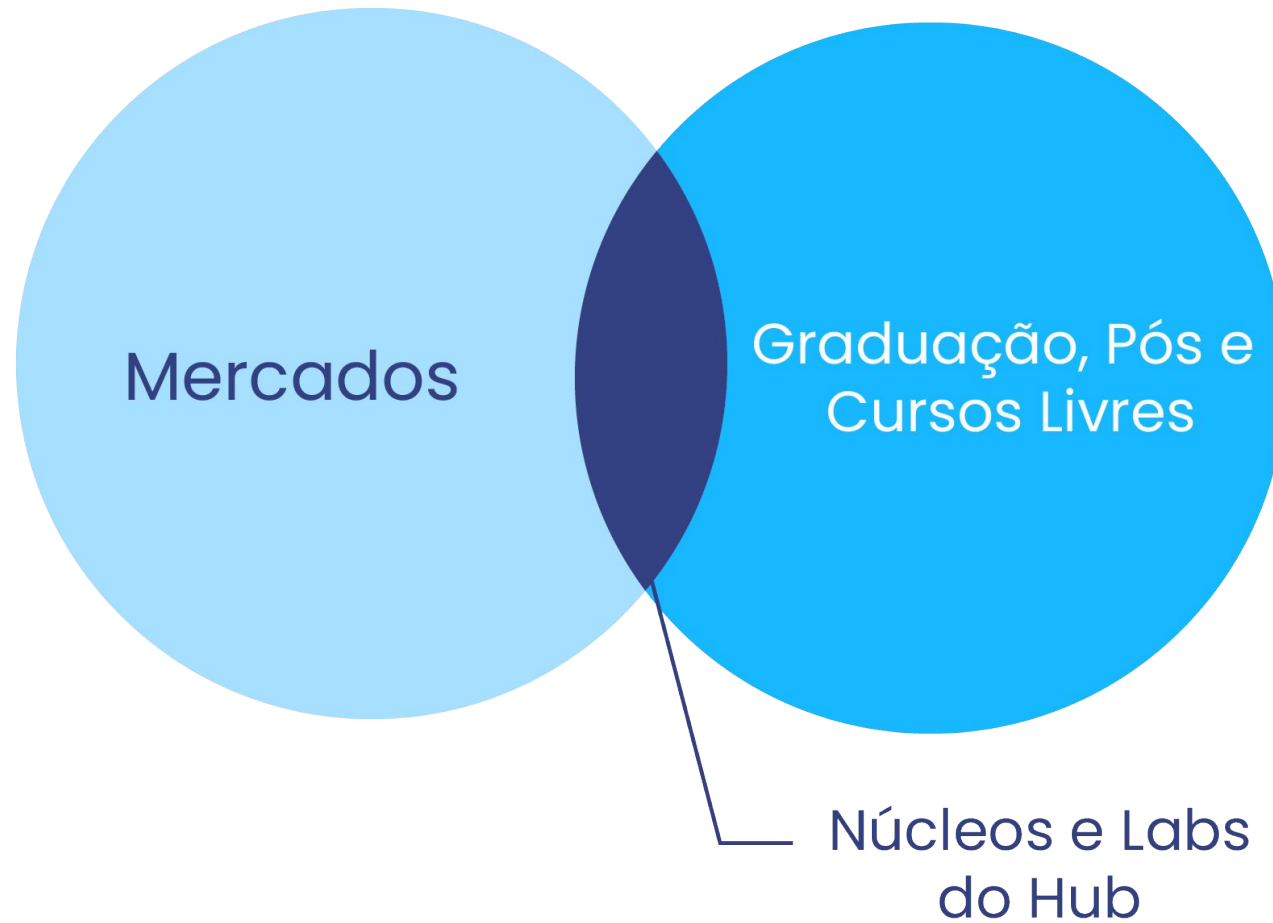 Mercados
Graduação, Pós e
Cursos Livres
Núcleos e Labs
do Hub